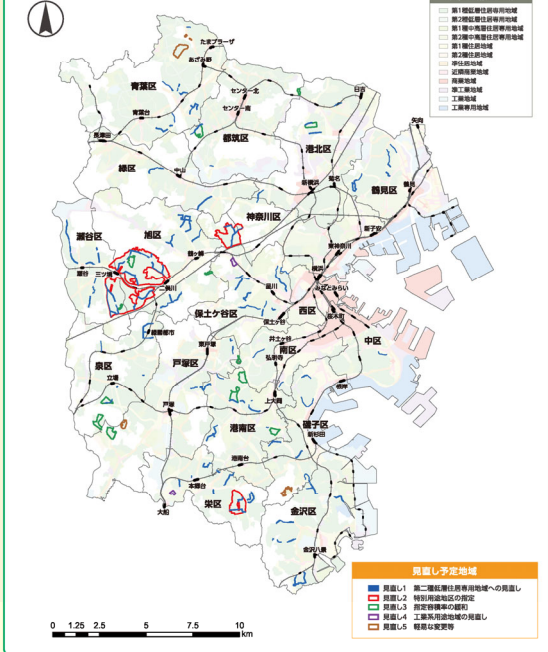 第1種低層住居専用地域
第2種低層住居専用地域
第1種中高層住居専用地域
第2種中高層住居専用地域
第1種住居地域
第2種住居地域
準住居地域
近隣商業地域
商業地域
準工業地域
工業地域
工業専用地域
たまプラーザ
あざみ野
青葉区
センター北
日吉
青葉台
センター南
矢向
都筑区
港北区
長津田
緑区
中山
新横浜
菊名
鶴見区
鶴見
神奈川区
新子安
瀬谷区
旭区
鶴ヶ峰
東神奈川
瀬谷
三ツ境
二俣川
横浜
みなとみらい
星川
保土ケ谷区
西区
桜木町
保土ヶ谷
中区
井土ヶ谷
東戸塚
南区
弘明寺
泉区
戸塚区
立場
根岸
上大岡
戸塚
港南区
磯子区
新杉田
港南台
本郷台
栄区
大船
金沢区
金沢八景
見直し予定地域
見直し1 第二種低層住居専用地域への見直し
見直し2 特別用途地区の指定
見直し3 指定容積率の緩和
見直し4 工業系用途地域の見直し
見直し5 軽易な変更等
0 1.25 2.5 5 7.5 10
km